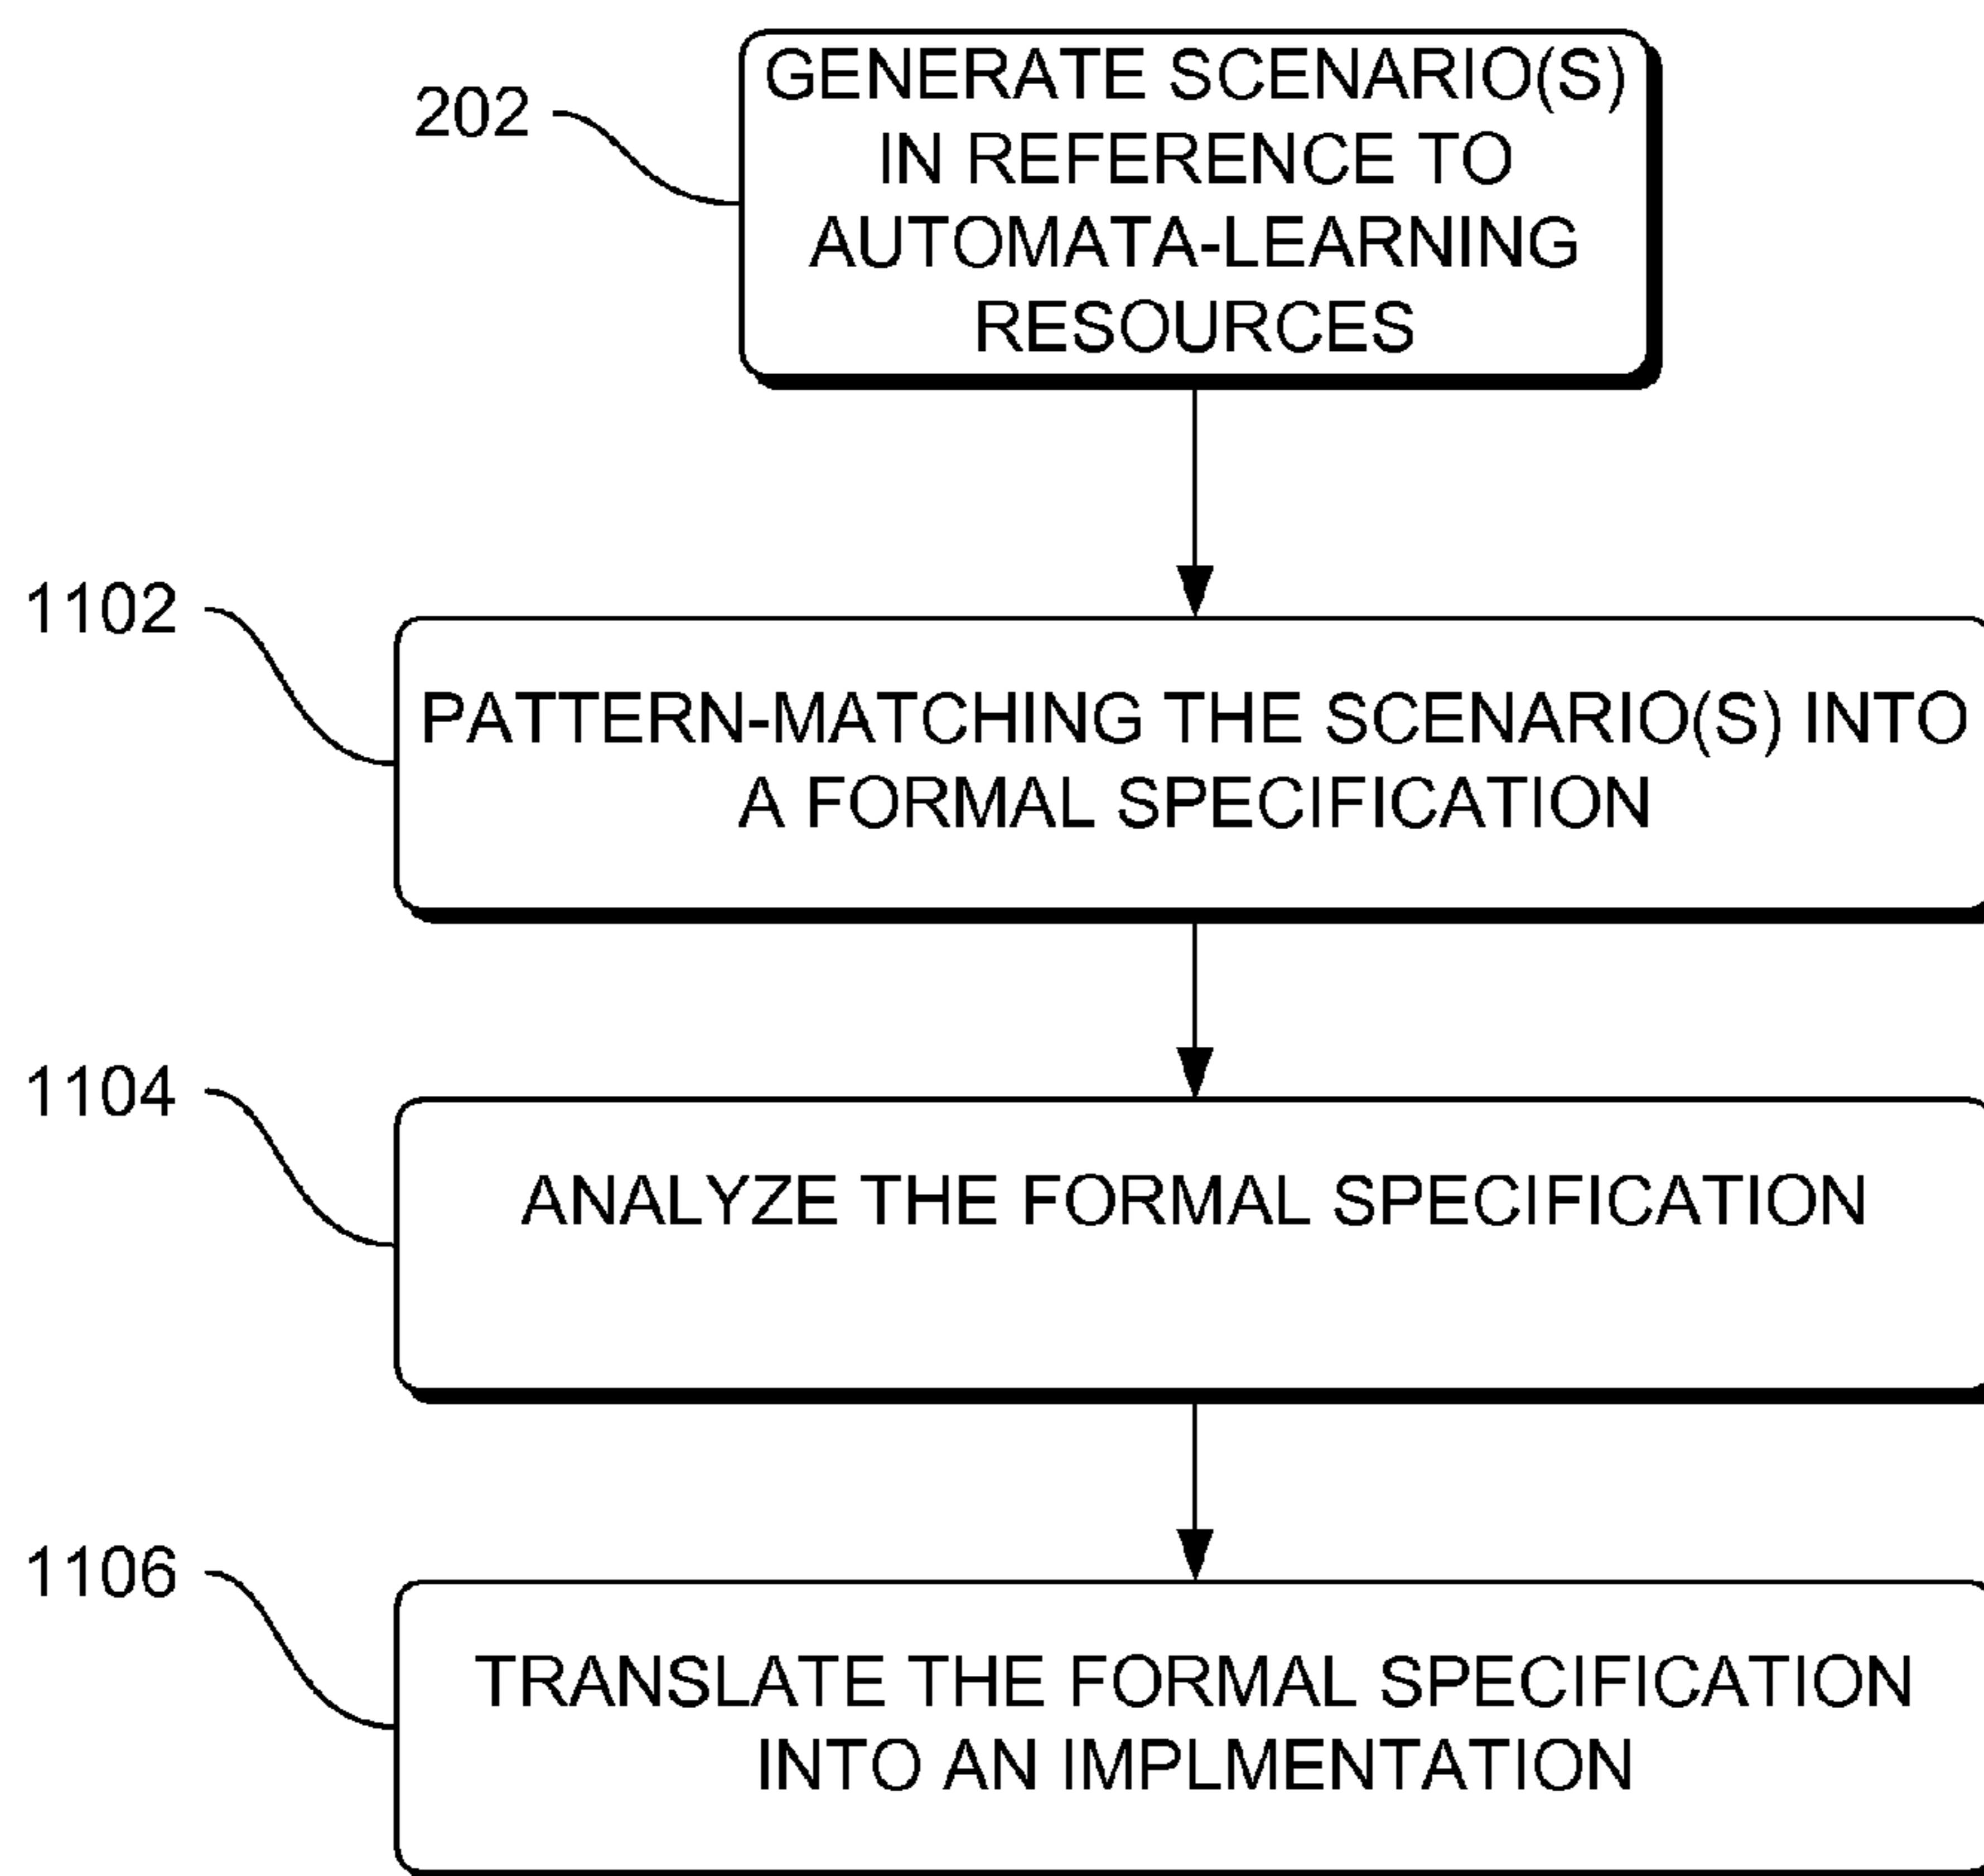 202
GENERATE SCENARIO(S)
IN REFERENCE TO
AUTOMATA-LEARNING
RESOURCES
1102
PATTERN-MATCHING THE SCENARIO(S) INTO
A FORMAL SPECIFICATION
1104
ANALYZE THE FORMAL SPECIFICATION
1106
TRANSLATE THE FORMAL SPECIFICATION
INTO AN IMPLMENTATION